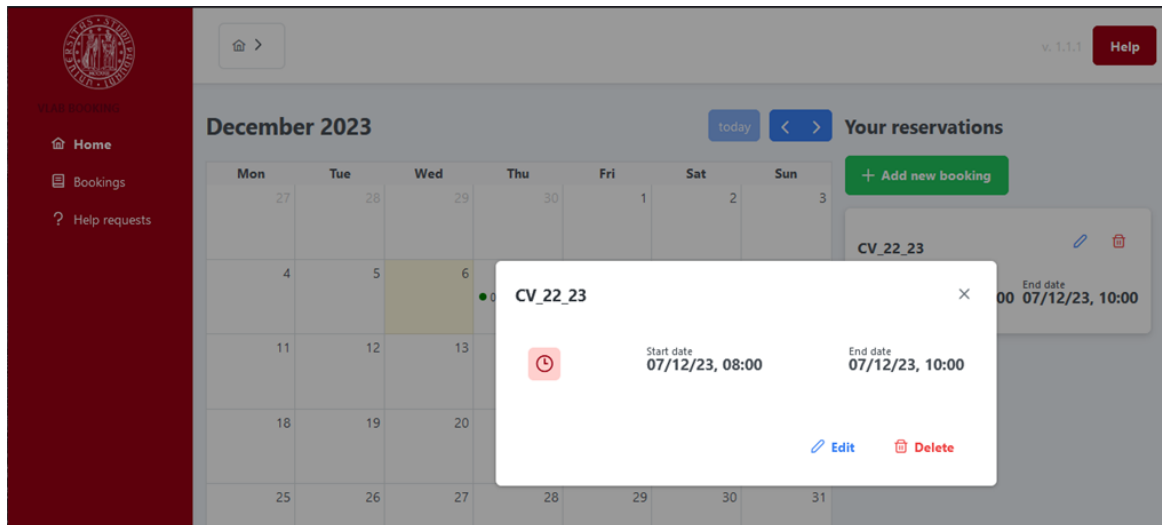 VLAB BOOKING
Home
Bookings
Help requests
v. 1.1.1
Help
December 2023
today
Mon Tue Wed Thu Fri Sat Sun
27 28 29 30 1 2 3
4 5 6
11 12 13
18 19 20
25 26 27 28 29 30 31
Your reservations
+ Add new booking
CV_22_23
End date
00 07/12/23, 10:00
CV_22_23
Start date
07/12/23, 08:00
End date
07/12/23, 10:00
Edit
Delete